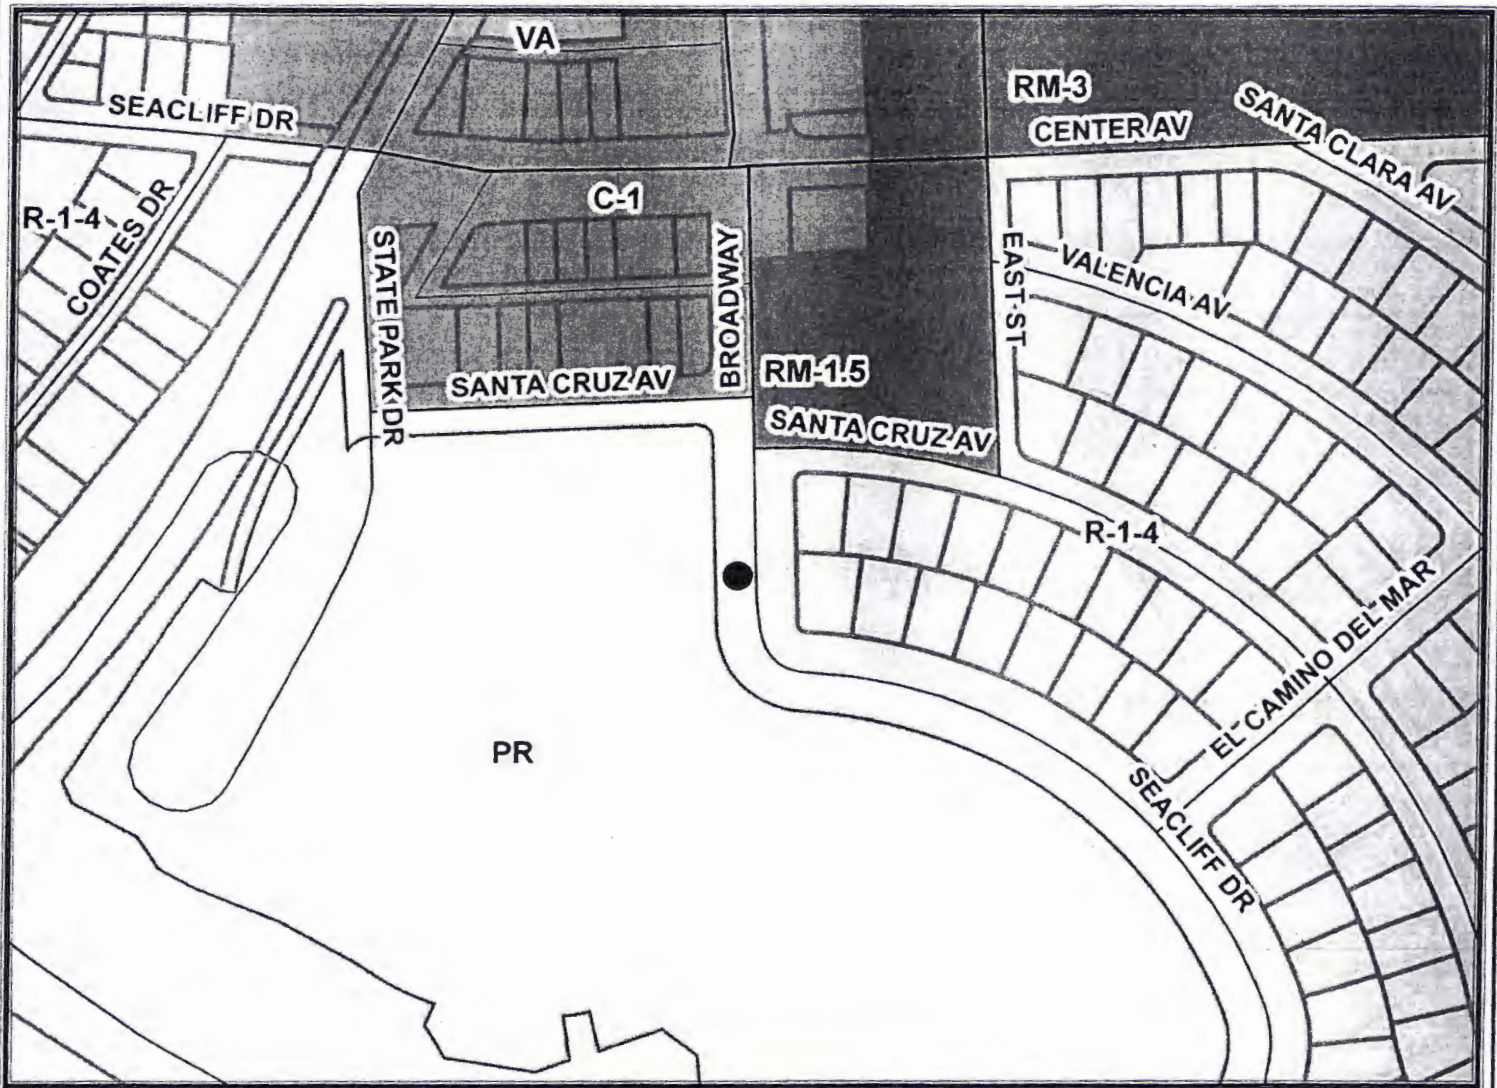 VA
RM-3
SEACLIFF DR
CENTER AV
SANTA CLARA AV
R-1-4
COATES DR
C-1
STATE PARK DR
BROADWAY
EAST ST
VALENCIA AV
SANTA CRUZ AV
RM-1.5
SANTA CRUZ AV
R-1-4
EL CAMINO DEL MAR
PR
SEACLIFF DR